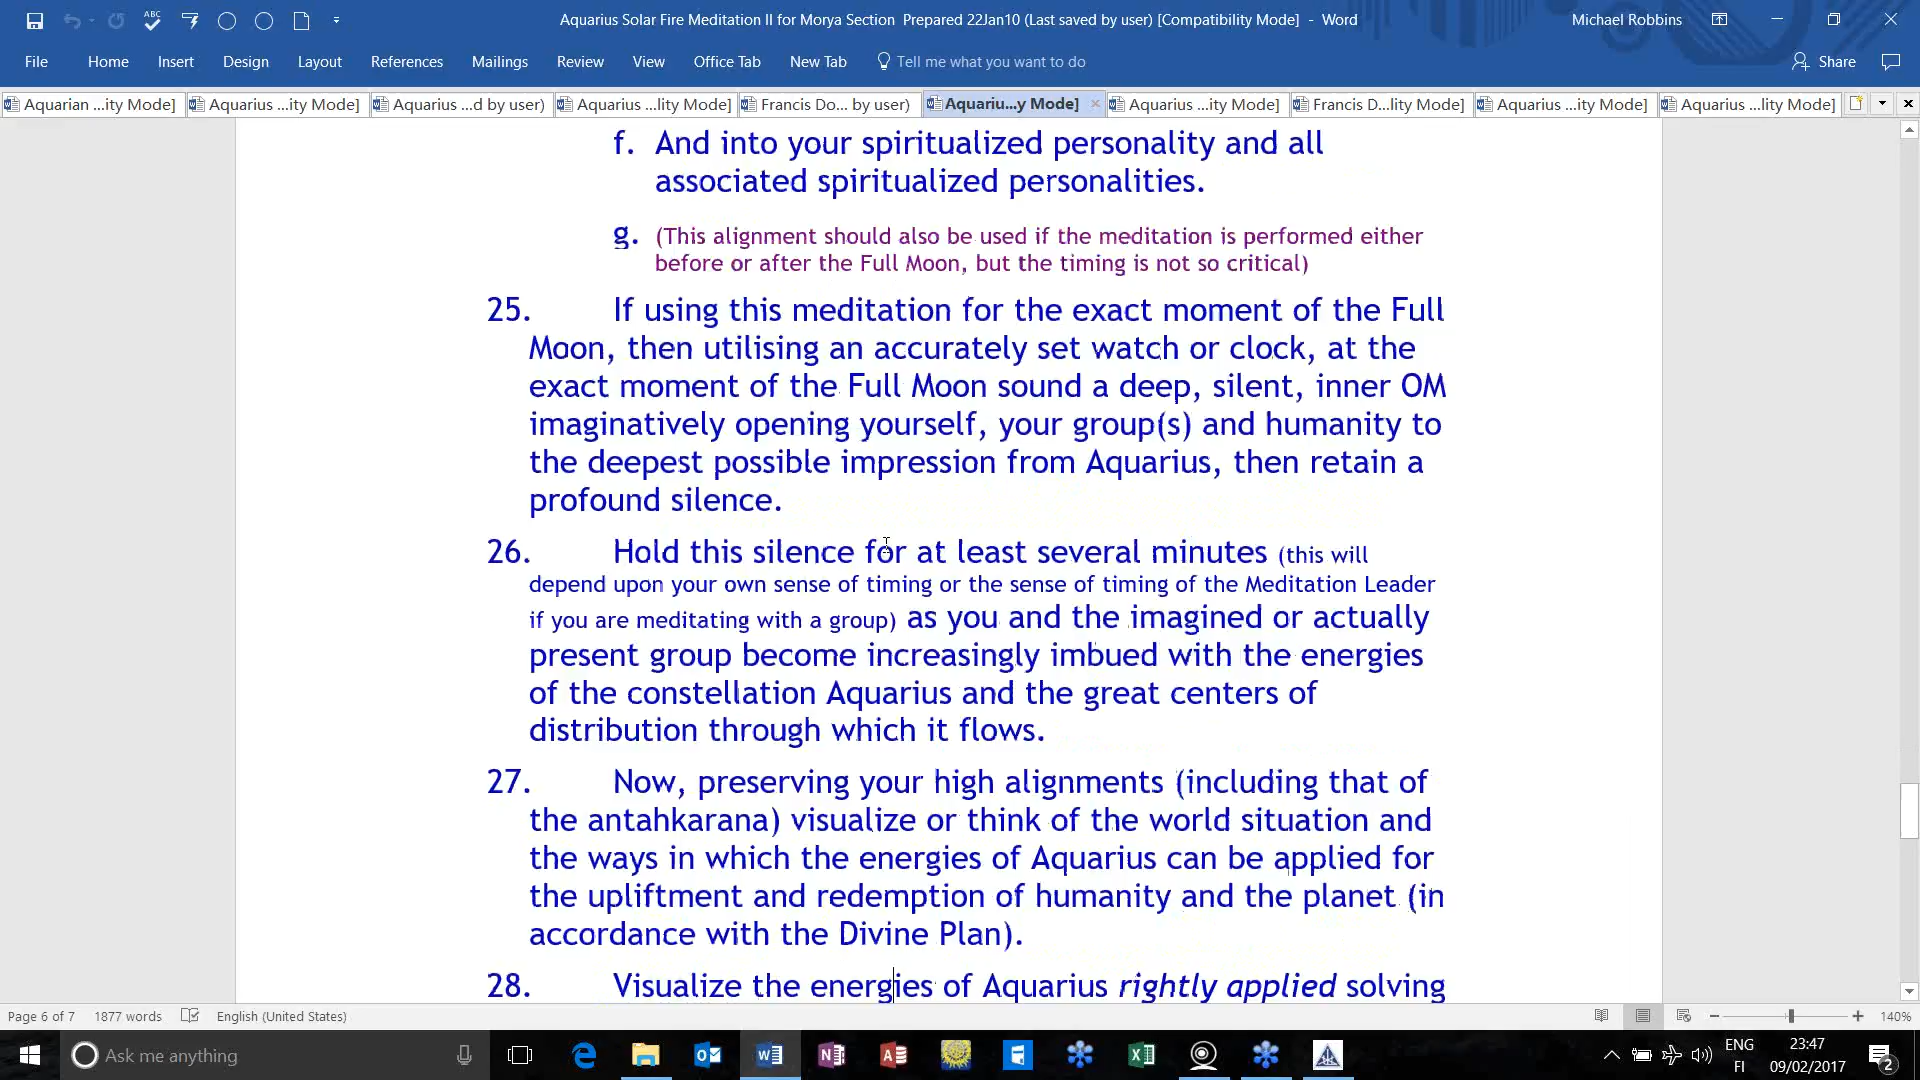 Aquarius Solar Fire Meditation II for Morya Section  Prepared 22Jan10 (Last saved by user) [Compatibility Mode]  -  Word
Michael Robbins
ABC
File
Home
Insert
Design
Layout
References
Mailings
Review
View
Office Tab
New Tab
Tell me what you want to do
Share
Aquarian ...ity Mode]
Aquarius ...ity Mode]
Aquarius ...d by user)
Aquarius ...lity Mode]
Francis Do... by user)
Aquariu...y Mode]
Aquarius ...ity Mode]
Francis D...lity Mode]
Aquarius ...ity Mode]
Aquarius ...lity Mode]
f. And into your spiritualized personality and all
associated spiritualized personalities.
g. (This alignment should also be used if the meditation is performed either
before or after the Full Moon, but the timing is not so critical)
25. If using this meditation for the exact moment of the Full
Moon, then utilising an accurately set watch or clock, at the
exact moment of the Full Moon sound a deep, silent, inner OM
imaginatively opening yourself, your group(s) and humanity to
the deepest possible impression from Aquarius, then retain a
profound silence.
26. Hold this silence for at least several minutes (this will
depend upon your own sense of timing or the sense of timing of the Meditation Leader
if you are meditating with a group) as you and the imagined or actually
present group become increasingly imbued with the energies
of the constellation Aquarius and the great centers of
distribution through which it flows.
27. Now, preserving your high alignments (including that of
the antahkarana) visualize or think of the world situation and
the ways in which the energies of Aquarius can be applied for
the upliftment and redemption of humanity and the planet (in
accordance with the Divine Plan).
28. Visualize the energies of Aquarius rightly applied solving
Page 6 of 7
1877 words
English (United States)
140%
Ask me anything
ENG
FI
23:47
09/02/2017
2